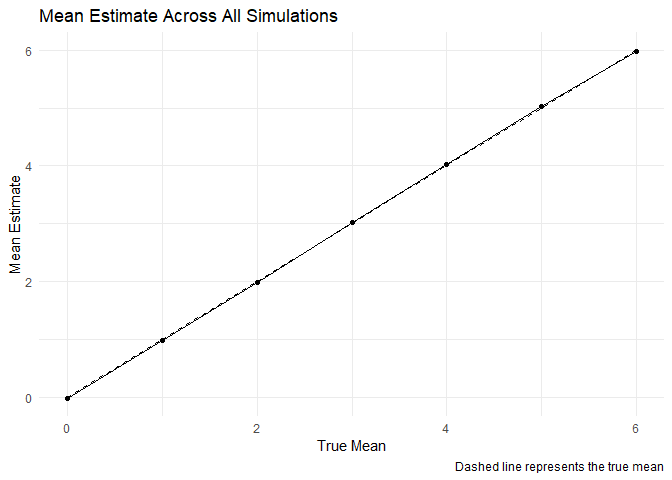 Mean Estimate Across All Simulations
6
4
2
0
Mean Estimate
0 2 4 6
True Mean
Dashed line represents the true mean